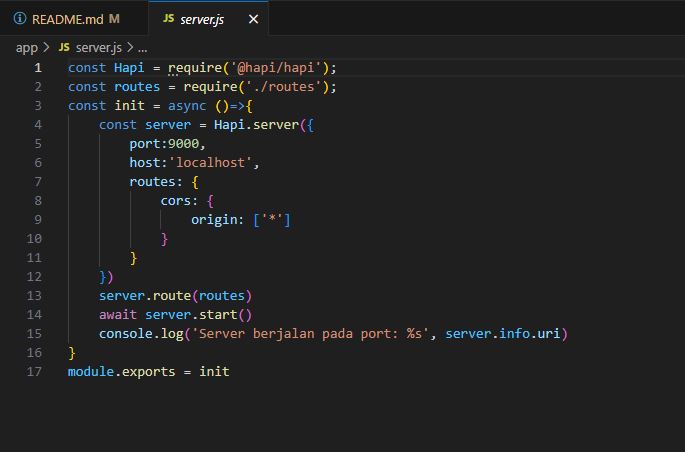 README.md M
JS server.js
app > JS server.js > ...
1 const Hapi = require('@hapi/hapi');
2 const routes = require('./routes');
3 const init = async ()=>{
4 const server = Hapi.server({
5 port:9000,
6 host:'localhost',
7 routes: {
8 cors: {
9 origin: ['*']
10 }
11 }
12 })
13 server.route(routes)
14 await server.start()
15 console.log('Server berjalan pada port: %s', server.info.uri)
16 }
17 module.exports = init